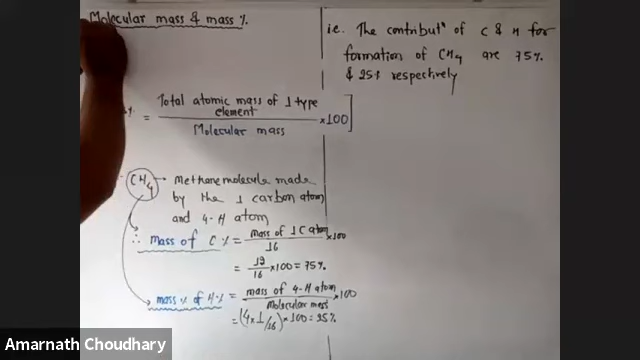 Molecular mass & mass %.
% = Total atomic mass of 1 type element / Molecular mass × 100]
CH4 → Methane molecule made
by the 1 carbon atom
and 4-H atom
∴ mass of C % = mass of 1 C atom / 16 × 100
= 12/16 × 100 = 75%
mass % of H % = mass of 4-H atom / Molecular mass × 100
= (4 × 1/16) × 100 = 25%
i.e. The contribuⁿ of C & H for
formation of CH4 are 75%
& 25% respectively
Amarnath Choudhary